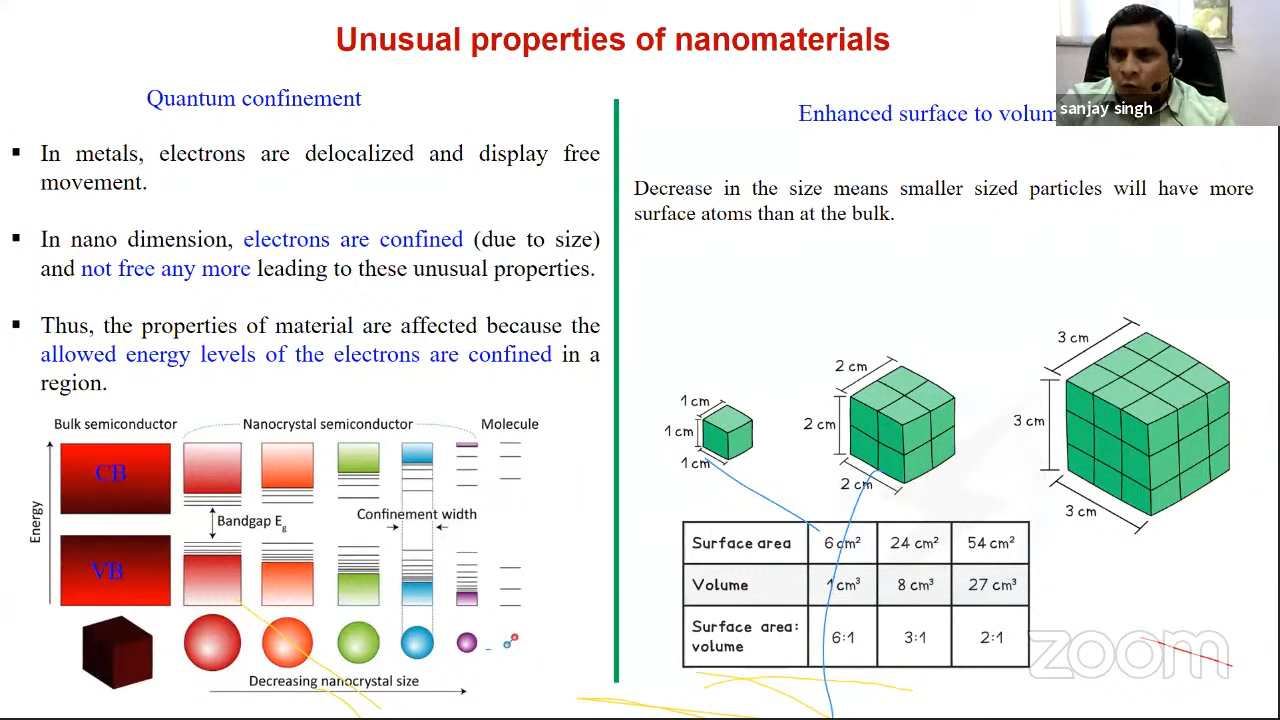 Unusual properties of nanomaterials
sanjay singh
Quantum confinement
▪ In metals, electrons are delocalized and display free
movement.
▪ In nano dimension, electrons are confined (due to size)
and not free any more leading to these unusual properties.
▪ Thus, the properties of material are affected because the
allowed energy levels of the electrons are confined in a
region.
Bulk semiconductor
Nanocrystal semiconductor
Molecule
Energy
CB
VB
Bandgap Eg
Confinement width
Decreasing nanocrystal size
Enhanced surface to volum
Decrease in the size means smaller sized particles will have more
surface atoms than at the bulk.
1 cm
1 cm
1 cm
2 cm
2 cm
2 cm
3 cm
3 cm
3 cm
Surface area 6 cm² 24 cm² 54 cm²
Volume 1 cm³ 8 cm³ 27 cm³
Surface area:
volume 6:1 3:1 2:1
zoom